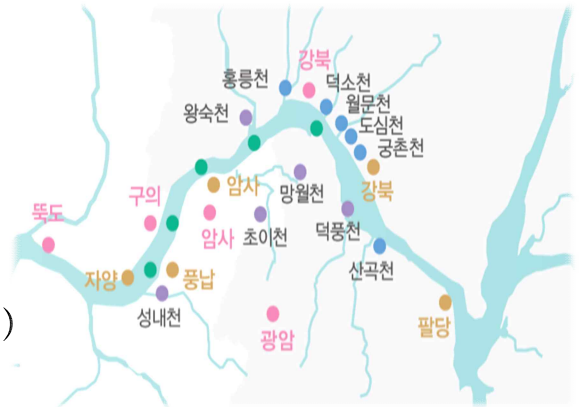 강북
덕소천
홍릉천
월문천
왕숙천
도심천
궁촌천
암사
망월천
강북
구의
뚝도
암사
초이천
덕풍천
산곡천
자양
풍납
성내천
광암
팔당
)